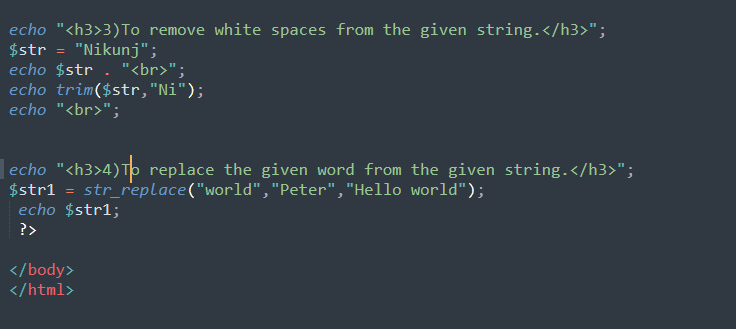 echo "<h3>3)To remove white spaces from the given string.</h3>";
$str = "Nikunj";
echo $str . "<br>";
echo trim($str,"Ni");
echo "<br>";
echo "<h3>4)To replace the given word from the given string.</h3>";
$str1 = str_replace("world","Peter","Hello world");
echo $str1;
?>
</body>
</html>